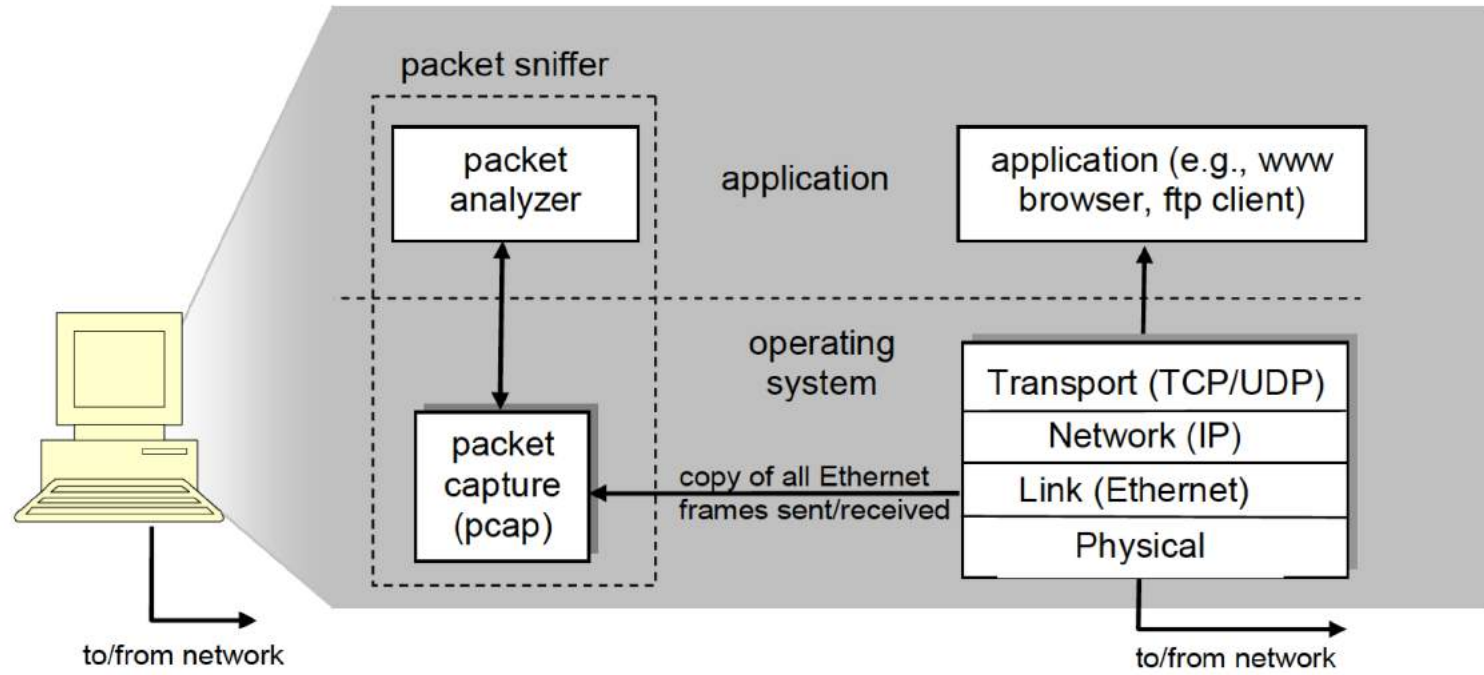 packet sniffer
packet
analyzer
application
application (e.g., www
browser, ftp client)
operating
system
packet
capture
(pcap)
copy of all Ethernet
frames sent/received
Transport (TCP/UDP)
Network (IP)
Link (Ethernet)
Physical
to/from network
to/from network